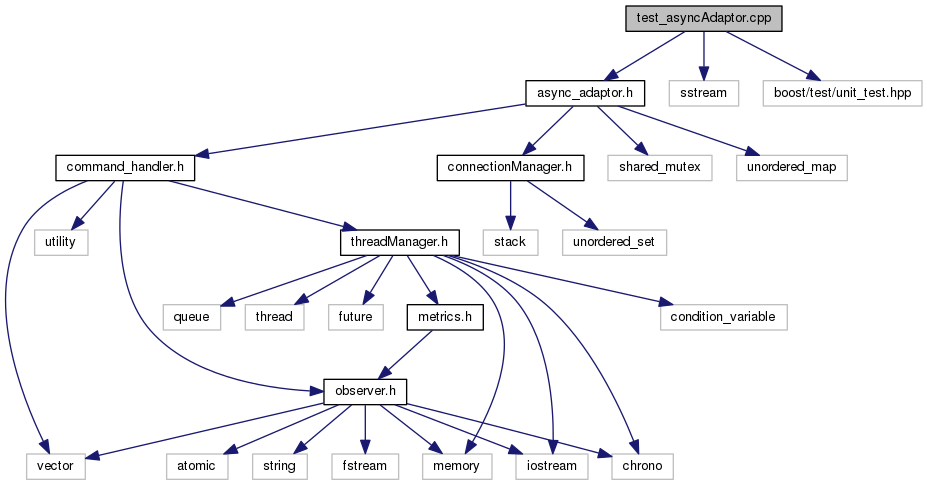 test_asyncAdaptor.cpp
async_adaptor.h
sstream
boost/test/unit_test.hpp
command_handler.h
connectionManager.h
shared_mutex
unordered_map
utility
threadManager.h
stack
unordered_set
queue
thread
future
metrics.h
condition_variable
observer.h
vector
atomic
string
fstream
memory
iostream
chrono